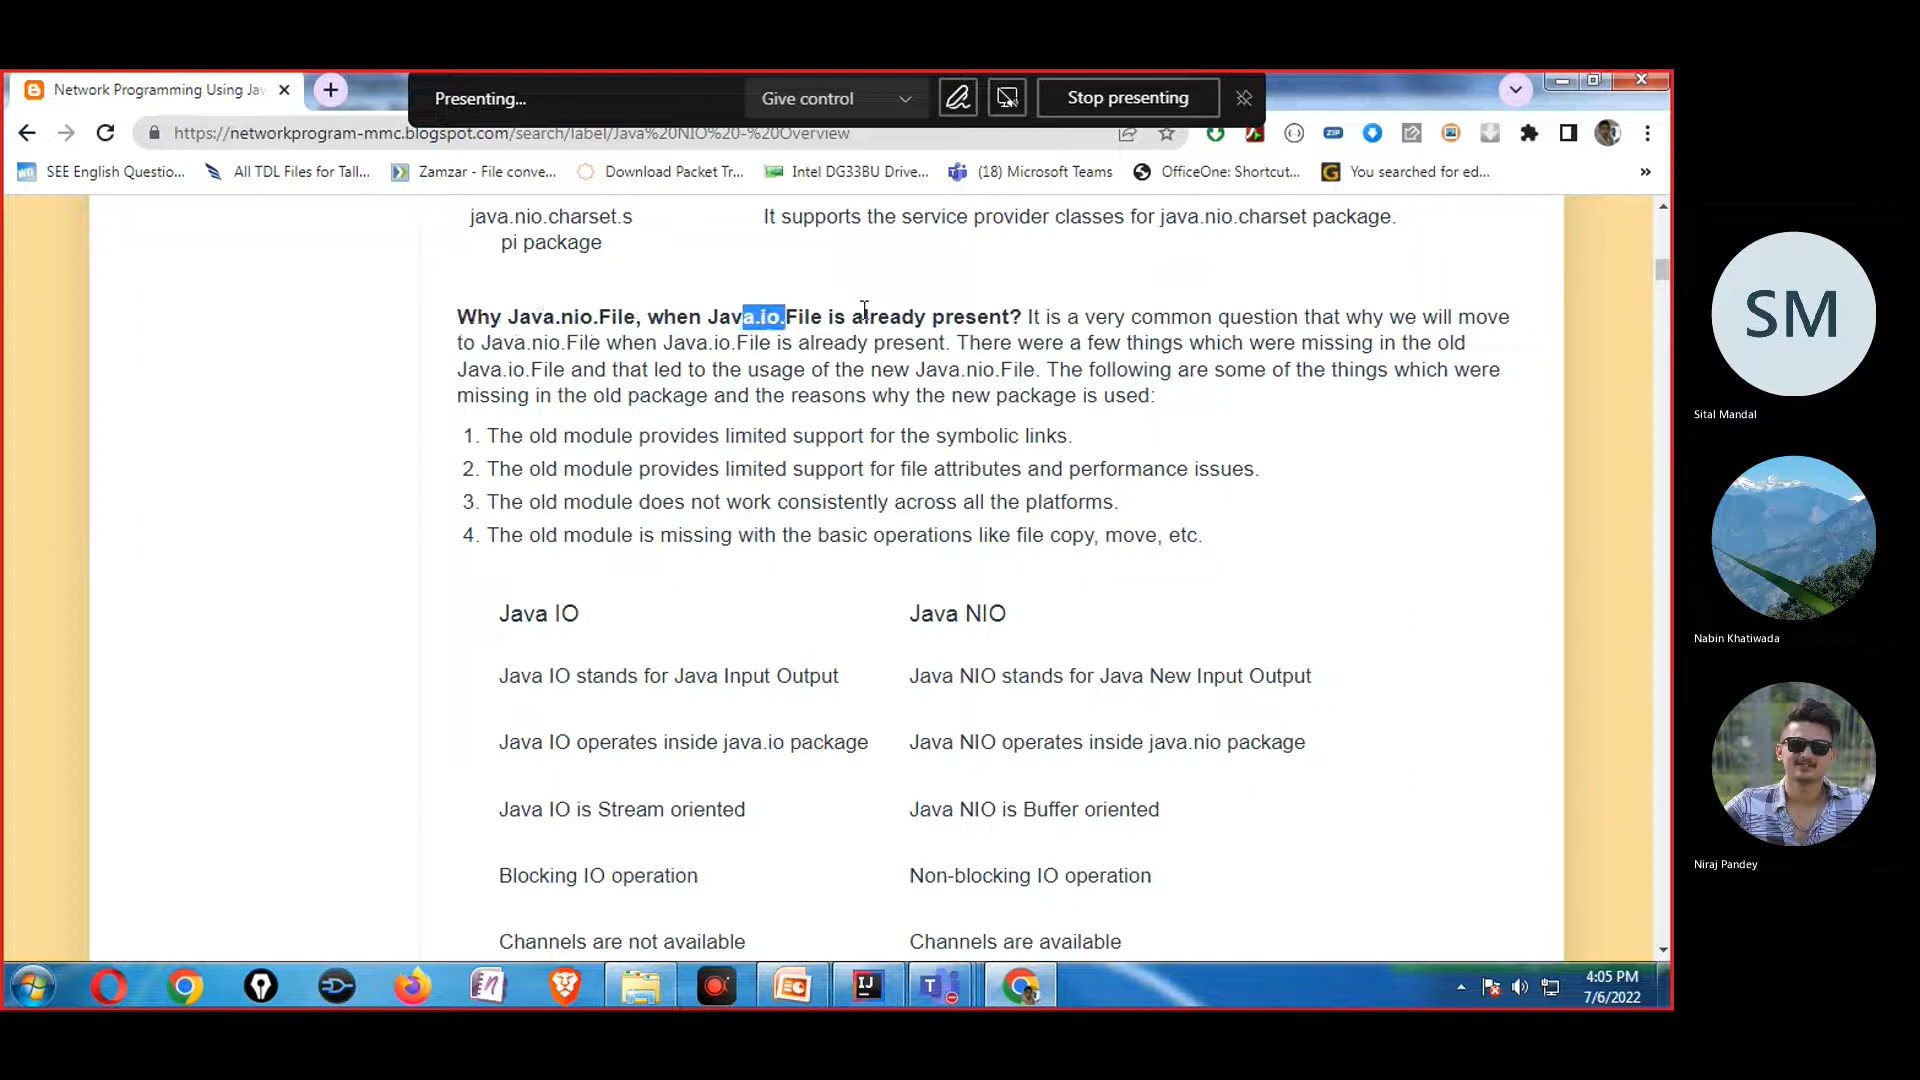 Network Programming Using Jav
Presenting...
Give control
Stop presenting
https://networkprogram-mmc.blogspot.com/search/label/Java%20NIO%20-%20Overview
ZIP
SEE English Questio...
All TDL Files for Tall...
Zamzar - File conve...
Download Packet Tr...
Intel DG33BU Drive...
(18) Microsoft Teams
OfficeOne: Shortcut...
You searched for ed...
java.nio.charset.s
pi package
It supports the service provider classes for java.nio.charset package.
Why Java.nio.File, when Java.io.File is already present? It is a very common question that why we will move
to Java.nio.File when Java.io.File is already present. There were a few things which were missing in the old
Java.io.File and that led to the usage of the new Java.nio.File. The following are some of the things which were
missing in the old package and the reasons why the new package is used:
1. The old module provides limited support for the symbolic links.
2. The old module provides limited support for file attributes and performance issues.
3. The old module does not work consistently across all the platforms.
4. The old module is missing with the basic operations like file copy, move, etc.
Java IO
Java NIO
Java IO stands for Java Input Output
Java NIO stands for Java New Input Output
Java IO operates inside java.io package
Java NIO operates inside java.nio package
Java IO is Stream oriented
Java NIO is Buffer oriented
Blocking IO operation
Non-blocking IO operation
Channels are not available
Channels are available
IJ
T
4:05 PM
7/6/2022
SM
Sital Mandal
Nabin Khatiwada
Niraj Pandey